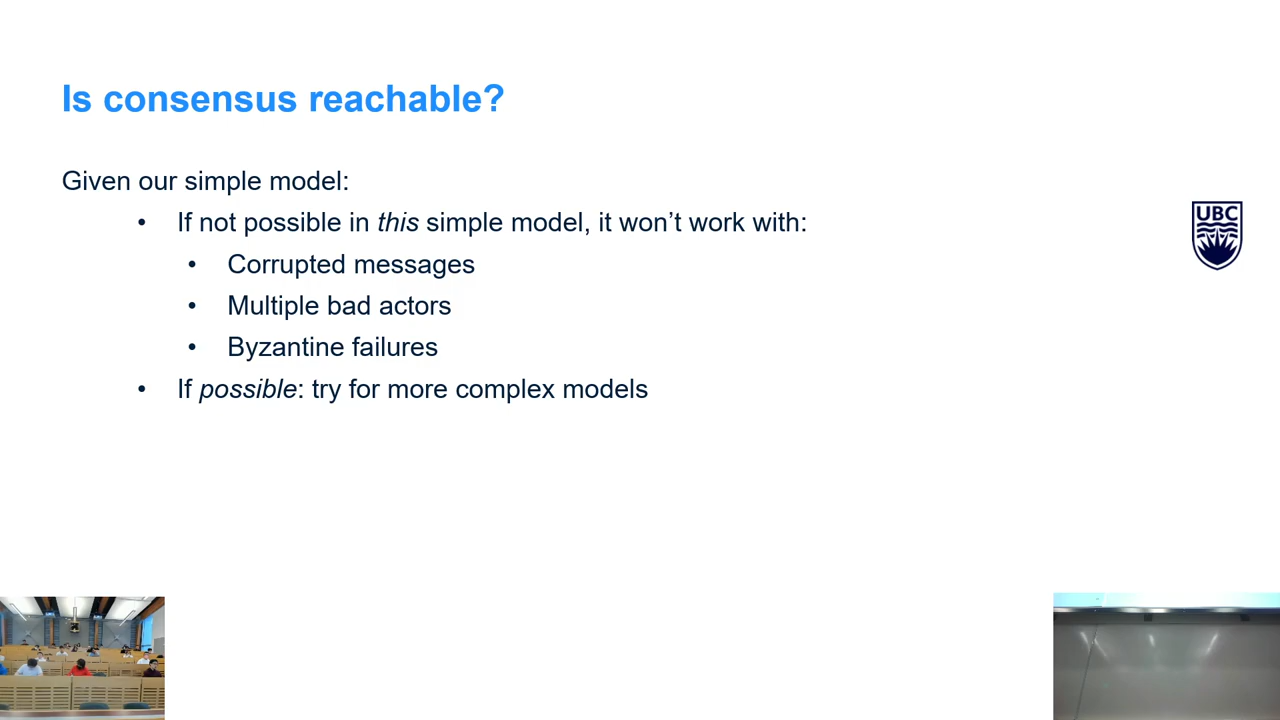 Is consensus reachable?
Given our simple model:
• If not possible in this simple model, it won’t work with:
• Corrupted messages
• Multiple bad actors
• Byzantine failures
• If possible: try for more complex models
UBC